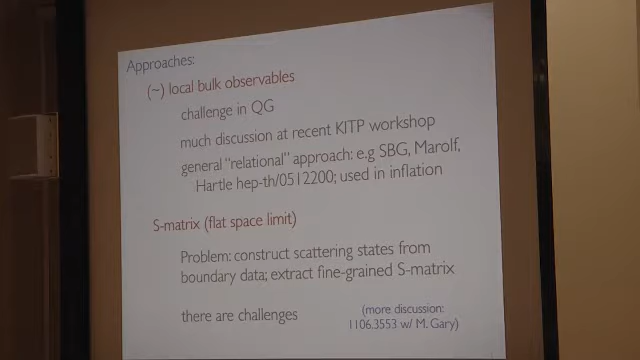 Approaches:
(~) local bulk observables
challenge in QG
much discussion at recent KITP workshop
general "relational" approach: e.g SBG, Marolf,
Hartle hep-th/0512200; used in inflation
S-matrix (flat space limit)
Problem: construct scattering states from
boundary data; extract fine-grained S-matrix
there are challenges
(more discussion:
1106.3553 w/ M. Gary)